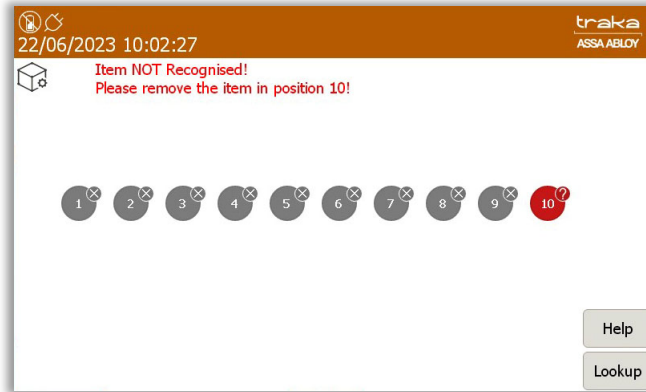 traka
22/06/2023 10:02:27
ASSA ABLOY
Item NOT Recognised!
Please remove the item in position 10!
1 2 3 4 5 6 7 8 9 10 ?
Help
Lookup